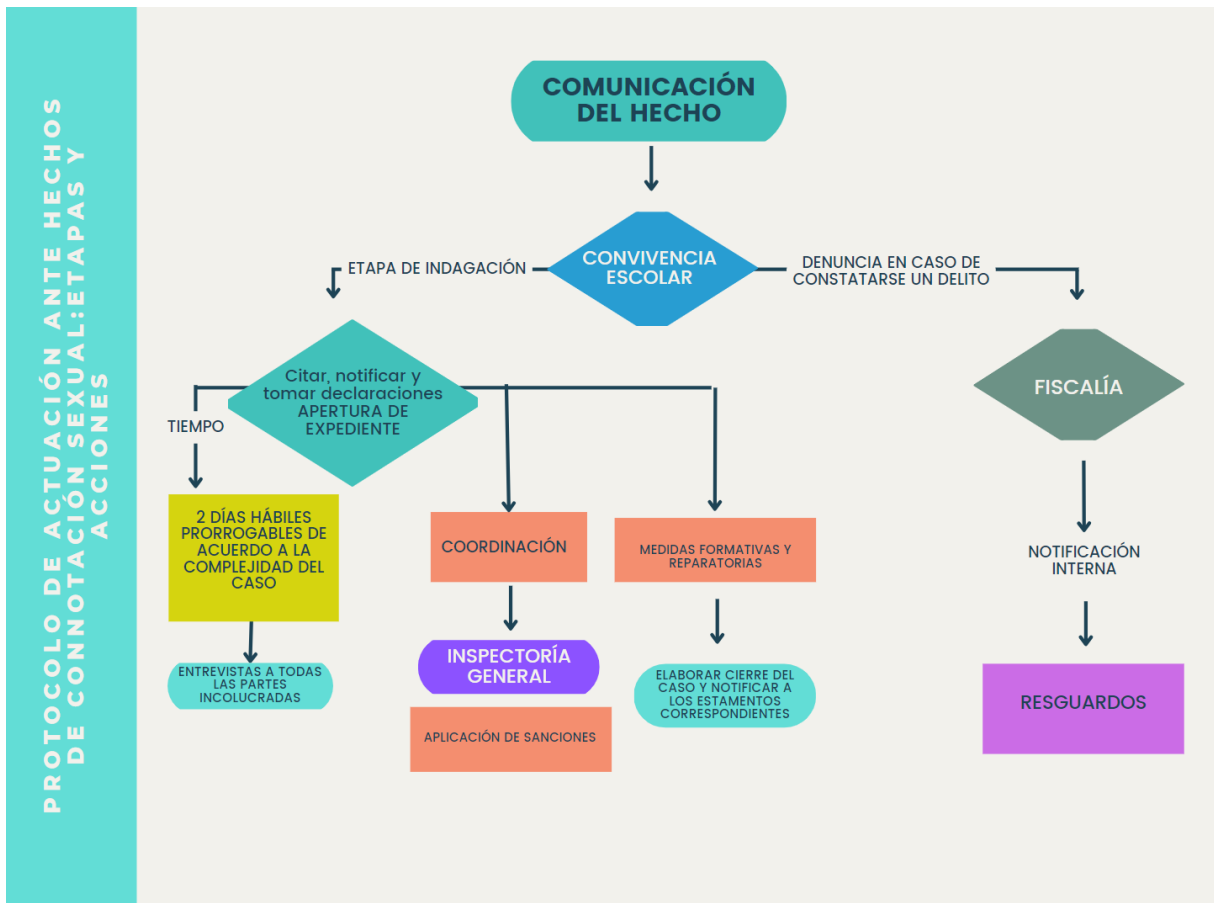 PROTOCOLO DE ACTUACIÓN ANTE HECHOS
DE CONNOTACIÓN SEXUAL:ETAPAS Y
ACCIONES
COMUNICACIÓN
DEL HECHO
CONVIVENCIA
ESCOLAR
ETAPA DE INDAGACIÓN
DENUNCIA EN CASO DE
CONSTATARSE UN DELITO
Citar, notificar y
tomar declaraciones
APERTURA DE
EXPEDIENTE
FISCALÍA
TIEMPO
2 DÍAS HÁBILES
PRORROGABLES DE
ACUERDO A LA
COMPLEJIDAD DEL
CASO
COORDINACIÓN
MEDIDAS FORMATIVAS Y
REPARATORIAS
NOTIFICACIÓN
INTERNA
ENTREVISTAS A TODAS
LAS PARTES
INCOLUCRADAS
INSPECTORÍA
GENERAL
ELABORAR CIERRE DEL
CASO Y NOTIFICAR A
LOS ESTAMENTOS
CORRESPONDIENTES
RESGUARDOS
APLICACIÓN DE SANCIONES